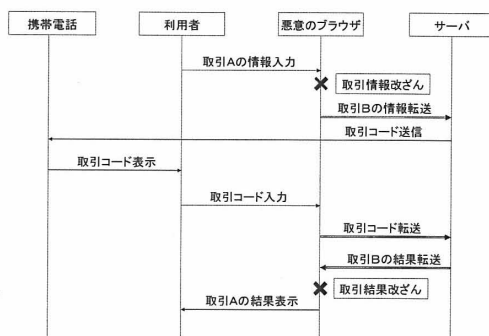 携帯電話
利用者
悪意のブラウザ
サーバ
取引Aの情報入力
取引情報改ざん
取引Bの情報転送
取引コード送信
取引コード表示
取引コード入力
取引コード転送
取引Bの結果転送
取引結果改ざん
取引Aの結果表示